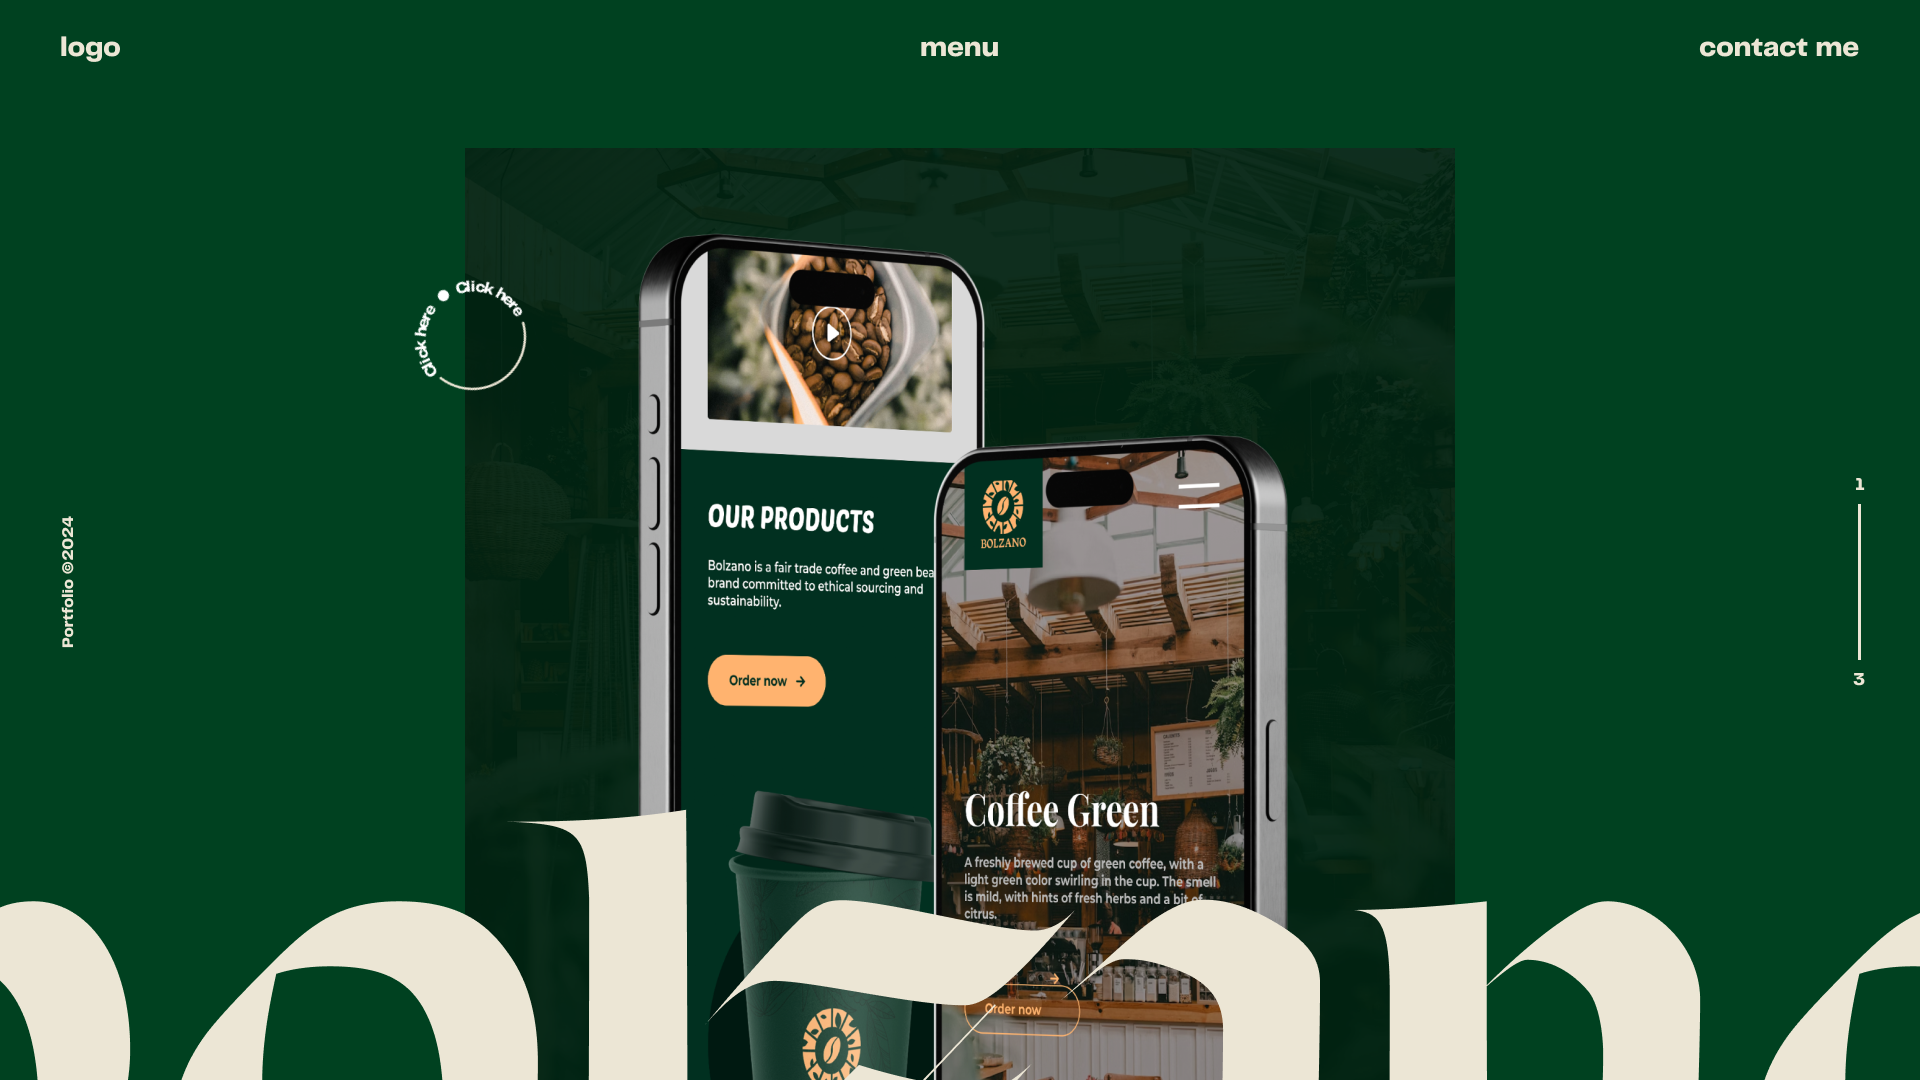 logo
menu
contact me
Click here
Click here
Portfolio ©2024
1
3
OUR PRODUCTS
Bolzano is a fair trade coffee and green bea
brand committed to ethical sourcing and
sustainability.
Order now
BOLZANO
Coffee Green
A freshly brewed cup of green coffee, with a
light green color swirling in the cup. The smell
is mild, with hints of fresh herbs and a bit of
citrus.
Order now
bolzano